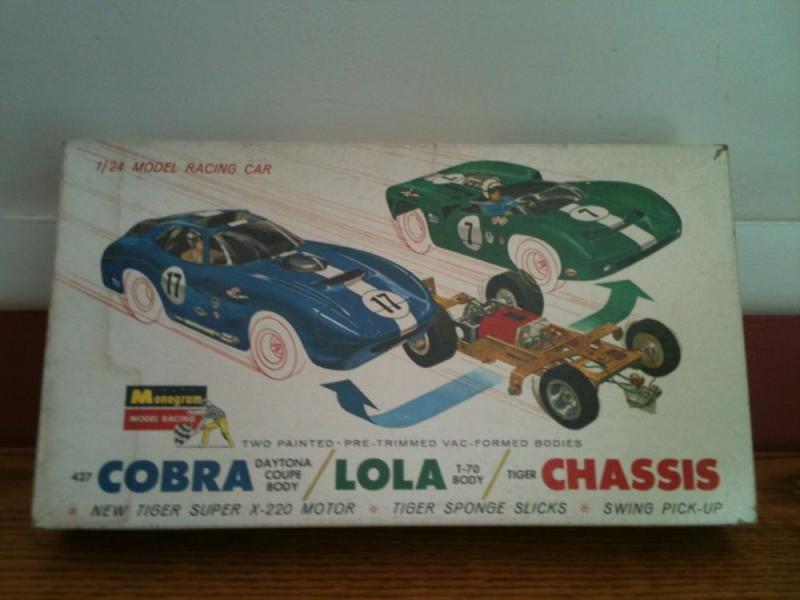 1/24 MODEL RACING CAR
7
7
17
17
Monogram
MODEL RACING
TWO PAINTED · PRE-TRIMMED VAC-FORMED BODIES
427 COBRA DAYTONA COUPE BODY / LOLA T-70 BODY / TIGER CHASSIS
* NEW TIGER SUPER X-220 MOTOR * TIGER SPONGE SLICKS * SWING PICK-UP